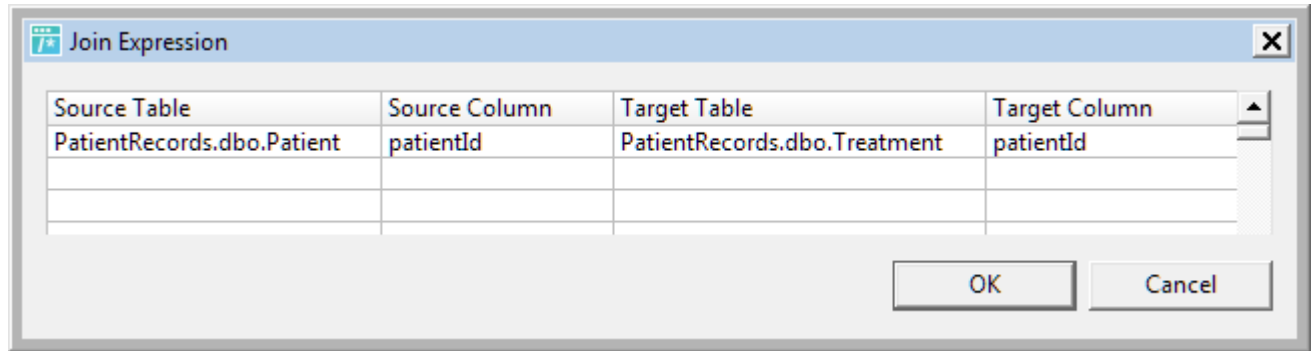 Join Expression
Source Table Source Column Target Table Target Column
PatientRecords.dbo.Patient patientId PatientRecords.dbo.Treatment patientId
OK Cancel